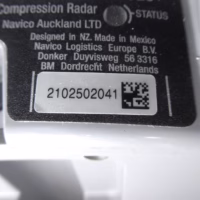 Compression Radar
Navico Auckland LTD
STATUS
Designed in NZ. Made in Mexico
Navico Logistics Europe B.V.
Donker Duyvisweg 56 3316
BM Dordrecht Netherlands
2102502041